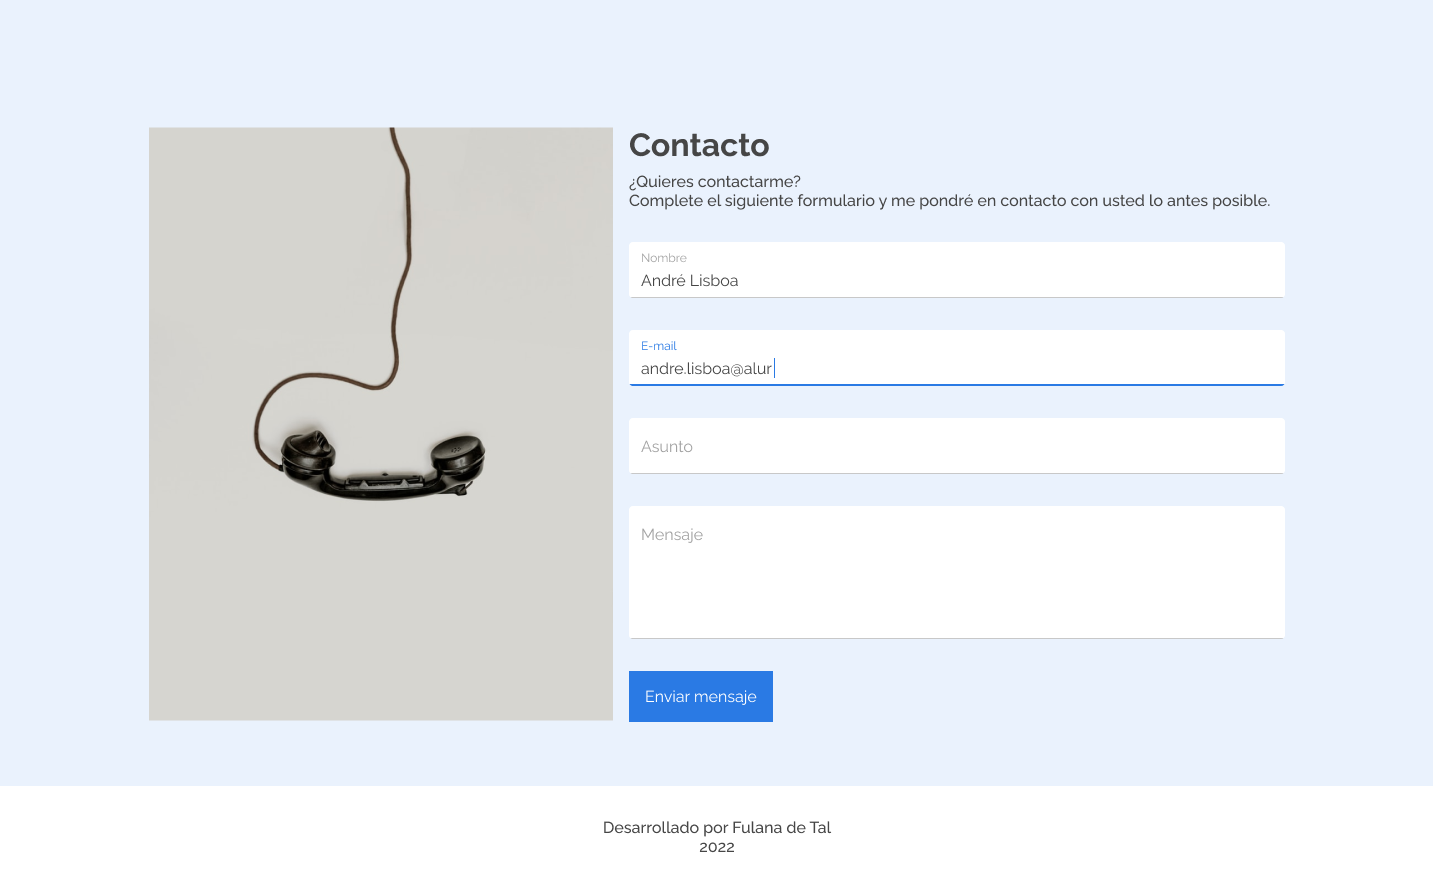 Contacto
¿Quieres contactarme?
Complete el siguiente formulario y me pondré en contacto con usted lo antes posible.
Nombre
André Lisboa
E-mail
andre.lisboa@alur
Asunto
Mensaje
Enviar mensaje
Desarrollado por Fulana de Tal
2022